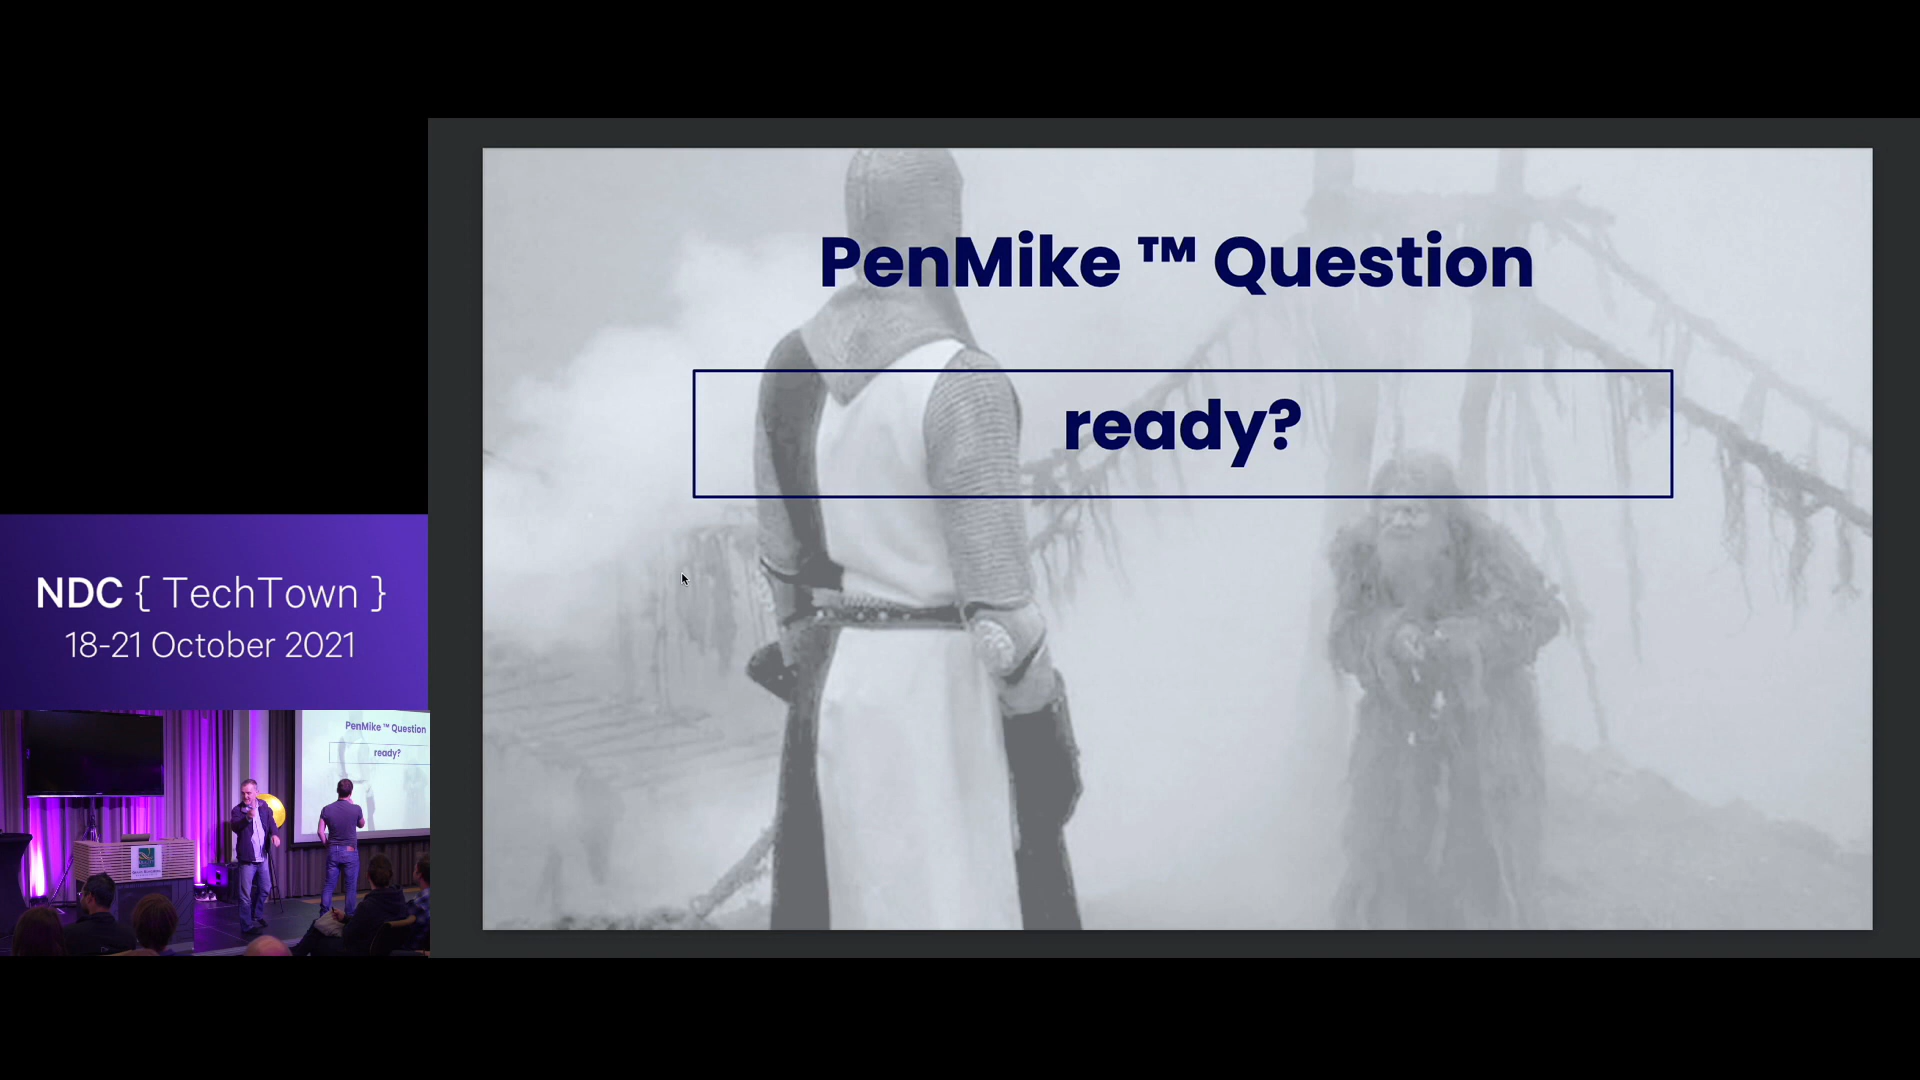 PenMike ™ Question
ready?
NDC { TechTown }
18-21 October 2021
PenMike ™ Question
ready?